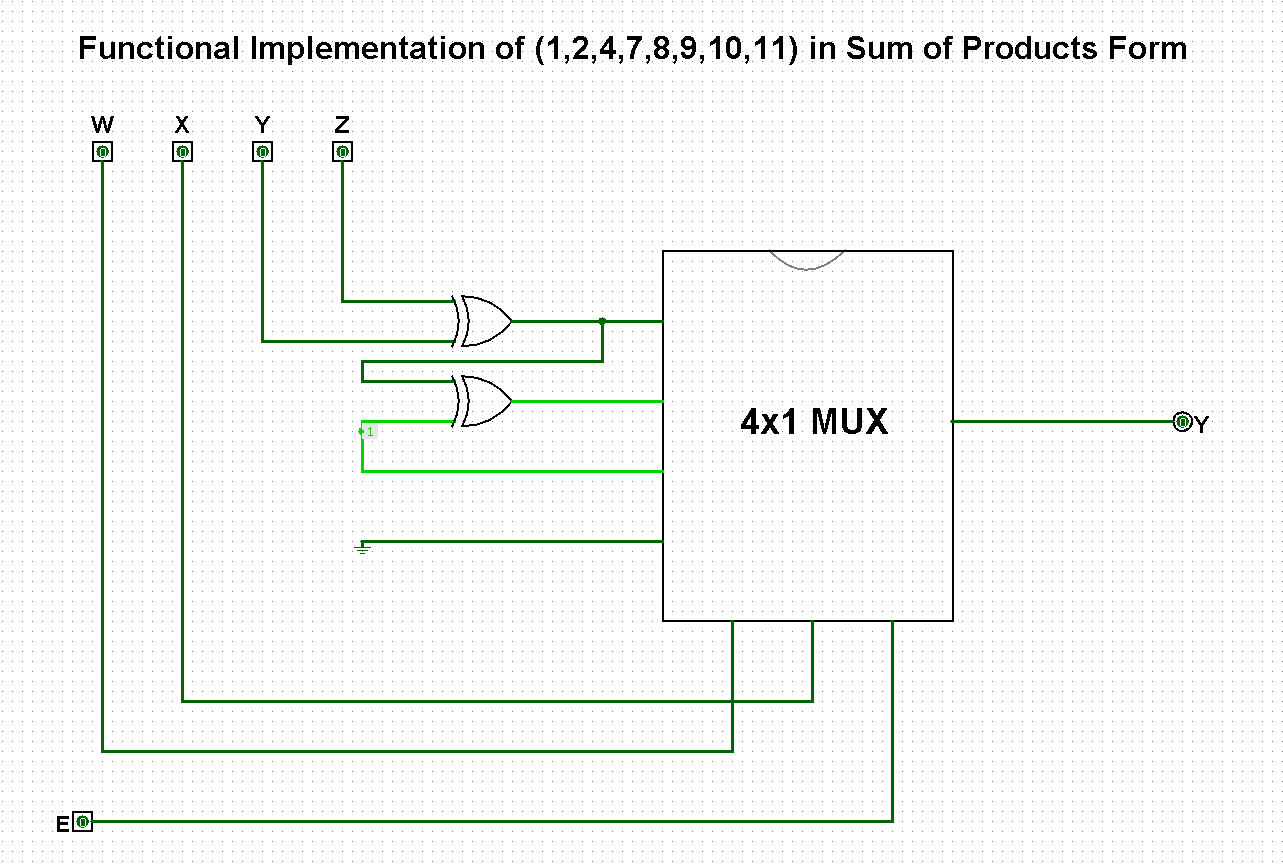 Functional Implementation of (1,2,4,7,8,9,10,11) in Sum of Products Form
W X Y Z
0 0 0 0
1
4x1 MUX
0 Y
E 0